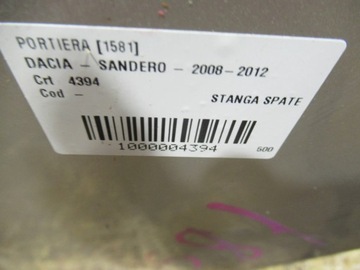 PORTIERA [1581]
DACIA - SANDERO - 2008-2012
Crt 4394
Cod -
STANGA SPATE
1000004394
500